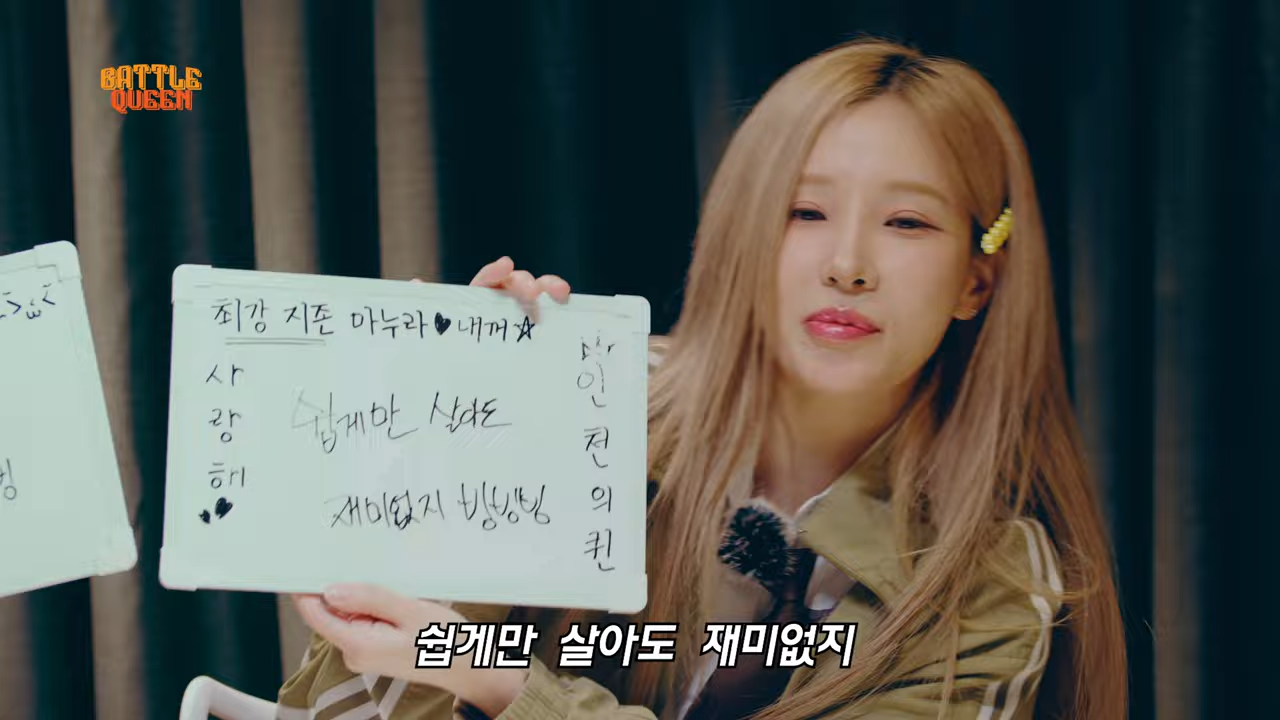 BATTLE
QUEEN
최강 지존 마누라♥내꺼☆
사
랑
해
♥
쉽게만 살아도
재미없지 빙빙빙
인
천
의
퀸
빙
쉽게만 살아도 재미없지